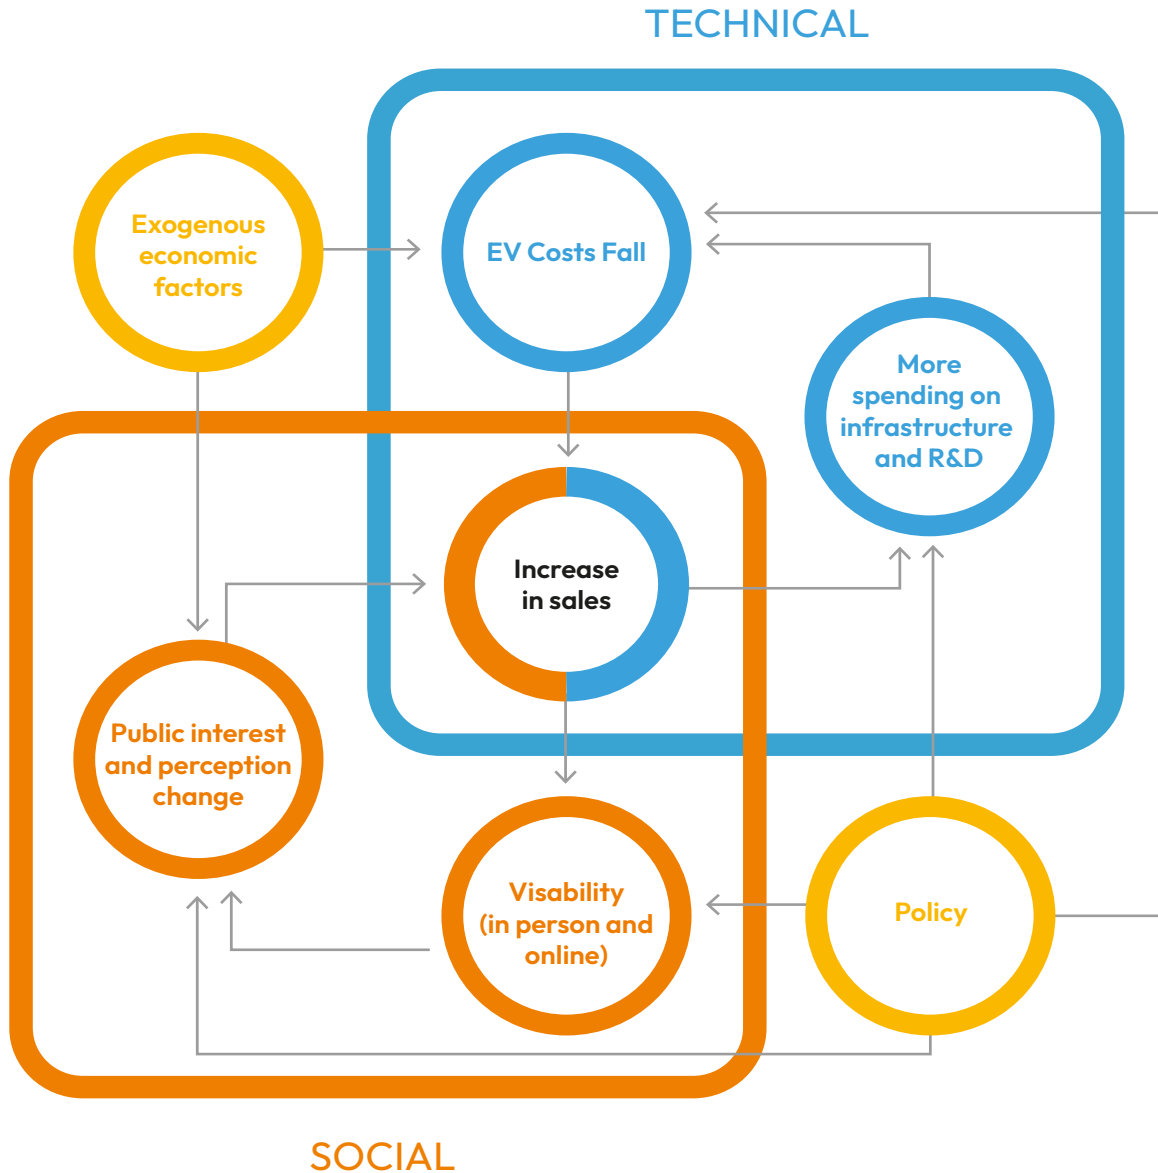 TECHNICAL
Exogenous
economic
factors
EV Costs Fall
More
spending on
infrastructure
and R&D
Increase
in sales
Public interest
and perception
change
Visability
(in person and
online)
Policy
SOCIAL